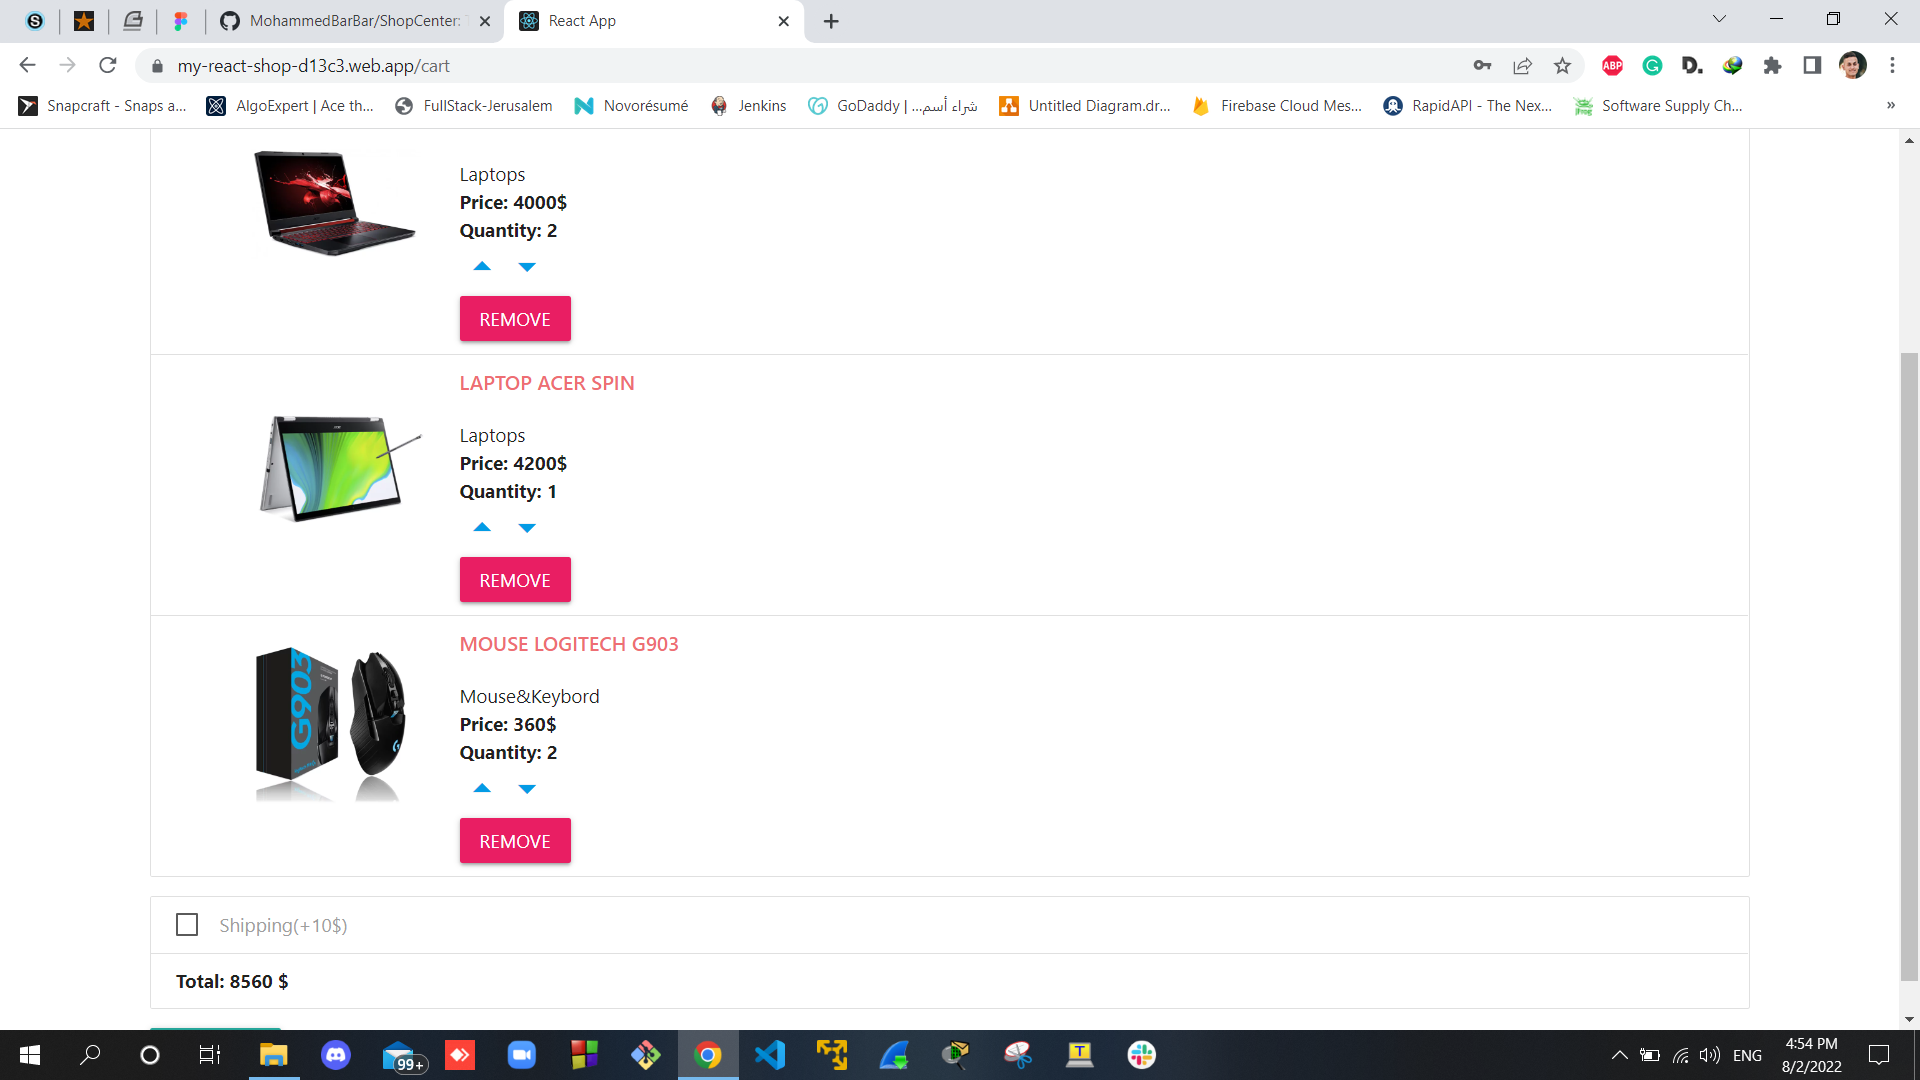 MohammedBarBar/ShopCenter: T
React App
my-react-shop-d13c3.web.app/cart
ABP
Snapcraft - Snaps a...
AlgoExpert | Ace th...
FullStack-Jerusalem
Novorésumé
Jenkins
GoDaddy | ...شراء أسم
Untitled Diagram.dr...
Firebase Cloud Mes...
RapidAPI - The Nex...
Software Supply Ch...
»
Laptops
Price: 4000$
Quantity: 2
REMOVE
LAPTOP ACER SPIN
Laptops
Price: 4200$
Quantity: 1
REMOVE
MOUSE LOGITECH G903
G903
Mouse&Keybord
Price: 360$
Quantity: 2
REMOVE
Shipping(+10$)
Total: 8560 $
99+
ENG
4:54 PM
8/2/2022